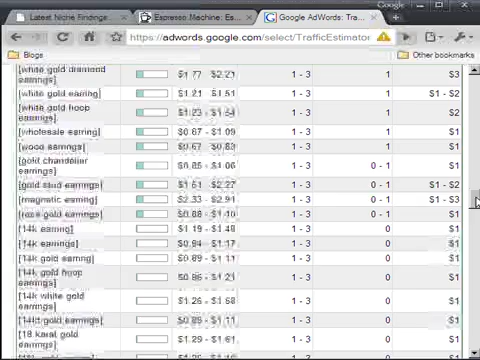 Latest Niche Findings
Espresso Machine: Es...
Google AdWords: Tra...
https://adwords.google.com/select/TrafficEstimator
Blogs Other bookmarks
[white gold diamond earrings] $1.77 - $2.21 1 - 3 1 $3
[white gold earring] $1.21 - $1.51 1 - 3 1 $1 - $2
[white gold hoop earrings] $1.23 - $1.54 1 - 3 1 $2
[wholesale earring] $0.87 - $1.09 1 - 3 1 $1
[wood earrings] 1 - 3 1 $1
[gold chandelier earrings] 1 - 3 0 - 1 $1
[gold stud earrings] $1.51 - $2.27 1 - 3 0 - 1 $1 - $2
[magnetic earring] $2.33 - $2.91 1 - 3 0 - 1 $1 - $3
[rose gold earrings] $0.88 - $1.10 1 - 3 0 - 1 $1
[14k earring] $1.19 - 1 - 3 0 $1
[14k earrings] $0.94 - $1.17 1 - 3 0 $1
[14k gold earring] $0.89 - $1.11 1 - 3 0 $1
[14k gold hoop earrings] - $1.21 1 - 3 0 $1
[14k white gold earrings] $1.26 - $1.58 1 - 3 0 $1
[14kt gold earrings] $0.89 - $1.11 1 - 3 0 $1
[18 karat gold earrings] $1.29 - $1.61 1 - 3 0 $1